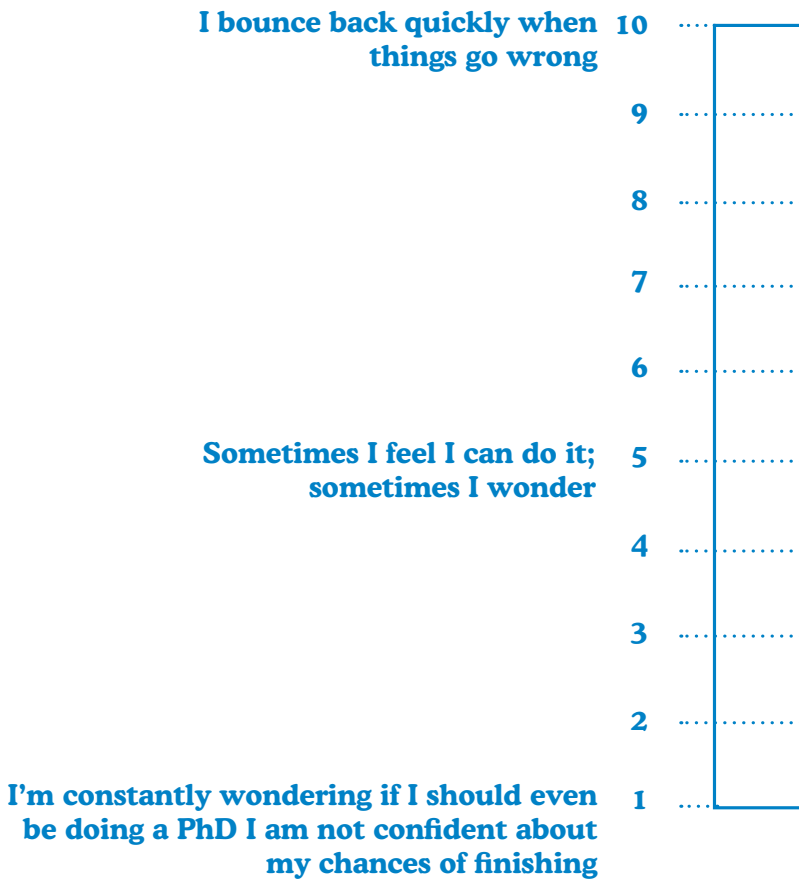 I bounce back quickly when 10
things go wrong
9
8
7
6
Sometimes I feel I can do it; 5
sometimes I wonder
4
3
2
I’m constantly wondering if I should even 1
be doing a PhD I am not confident about
my chances of finishing